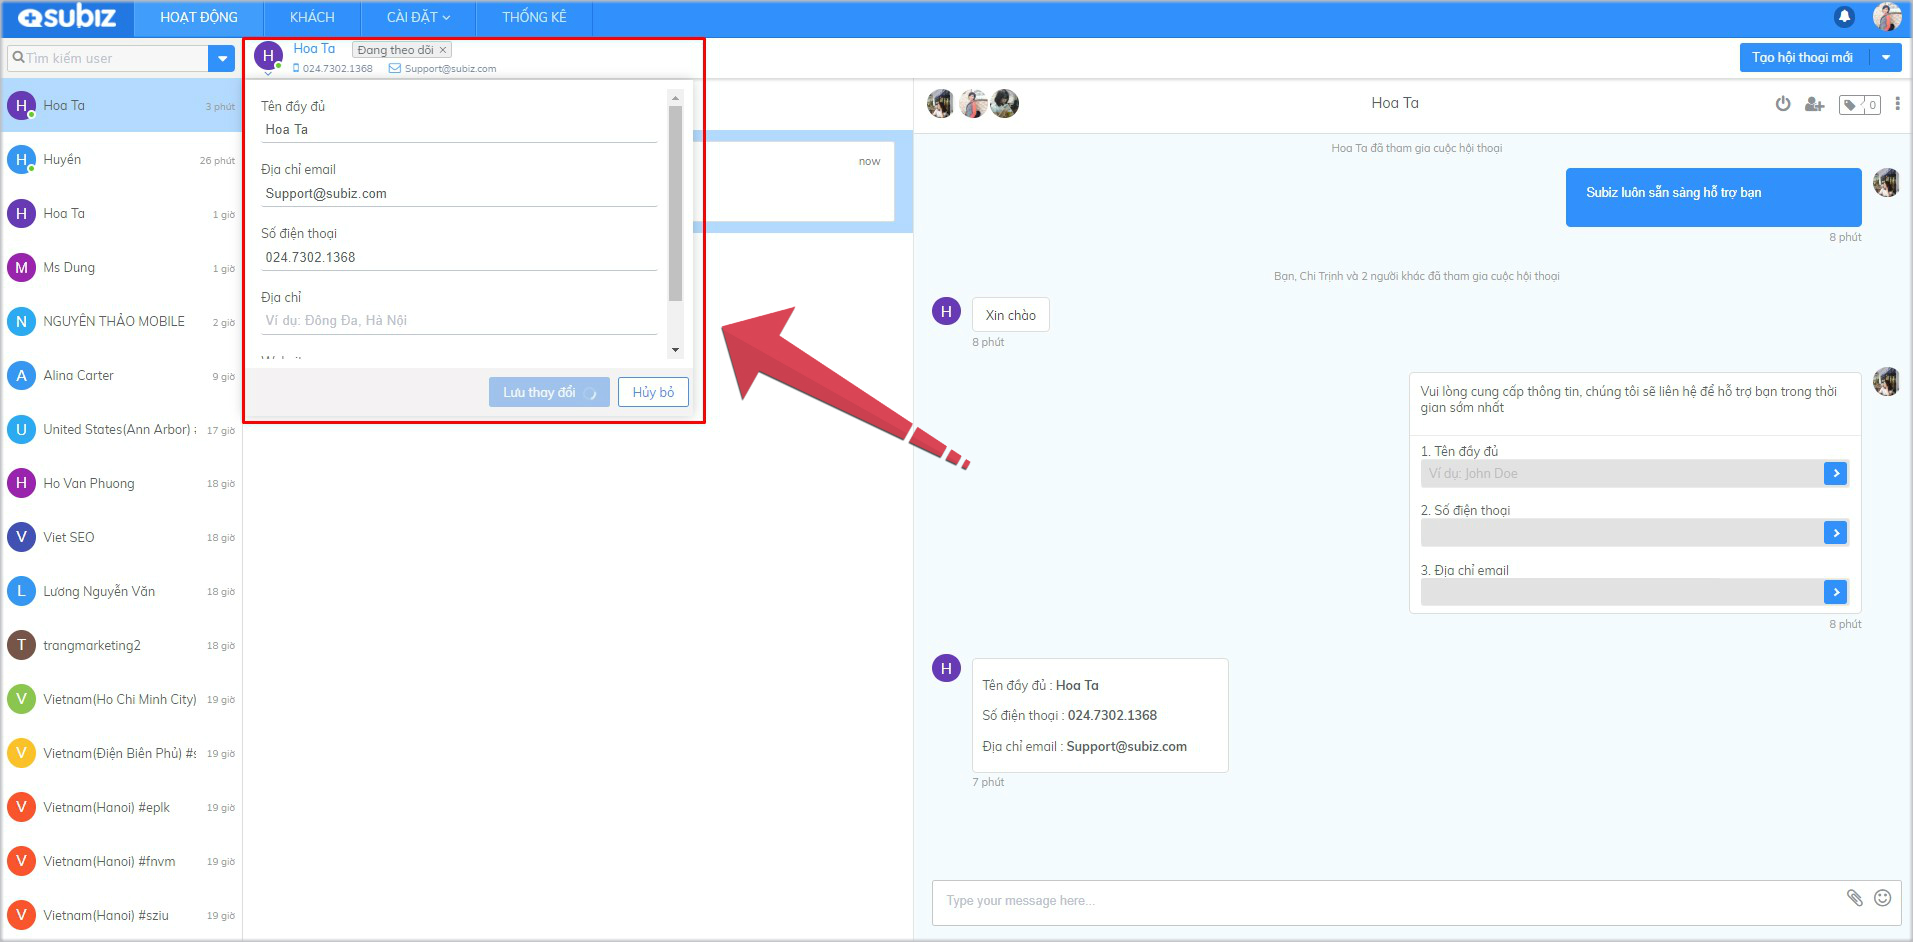 subiz
HOẠT ĐỘNG
KHÁCH
CÀI ĐẶT
THỐNG KÊ
Tìm kiếm user
Hoa Ta
Đang theo dõi ×
024.7302.1368
Support@subiz.com
Tạo hội thoại mới
H
Hoa Ta
3 phút
H
Huyền
26 phút
H
Hoa Ta
1 giờ
M
Ms Dung
1 giờ
N
NGUYÊN THẢO MOBILE
2 giờ
A
Alina Carter
9 giờ
U
United States(Ann Arbor)
17 giờ
H
Ho Van Phuong
18 giờ
V
Viet SEO
18 giờ
L
Lương Nguyễn Văn
18 giờ
T
trangmarketing2
18 giờ
V
Vietnam(Ho Chi Minh City)
19 giờ
V
Vietnam(Điện Biên Phủ) #s
19 giờ
V
Vietnam(Hanoi) #eplk
19 giờ
V
Vietnam(Hanoi) #fnvm
19 giờ
V
Vietnam(Hanoi) #sziu
19 giờ
H
Tên đầy đủ
Hoa Ta
Địa chỉ email
Support@subiz.com
Số điện thoại
024.7302.1368
Địa chỉ
Ví dụ: Đống Đa, Hà Nội
Lưu thay đổi
Hủy bỏ
now
Hoa Ta
0
Hoa Ta đã tham gia cuộc hội thoại
Subiz luôn sẵn sàng hỗ trợ bạn
8 phút
Bạn, Chi Trịnh và 2 người khác đã tham gia cuộc hội thoại
H
Xin chào
8 phút
Vui lòng cung cấp thông tin, chúng tôi sẽ liên hệ để hỗ trợ bạn trong thời
gian sớm nhất
1. Tên đầy đủ
Ví dụ: John Doe
2. Số điện thoại
3. Địa chỉ email
8 phút
H
Tên đầy đủ : Hoa Ta
Số điện thoại : 024.7302.1368
Địa chỉ email : Support@subiz.com
7 phút
Type your message here...